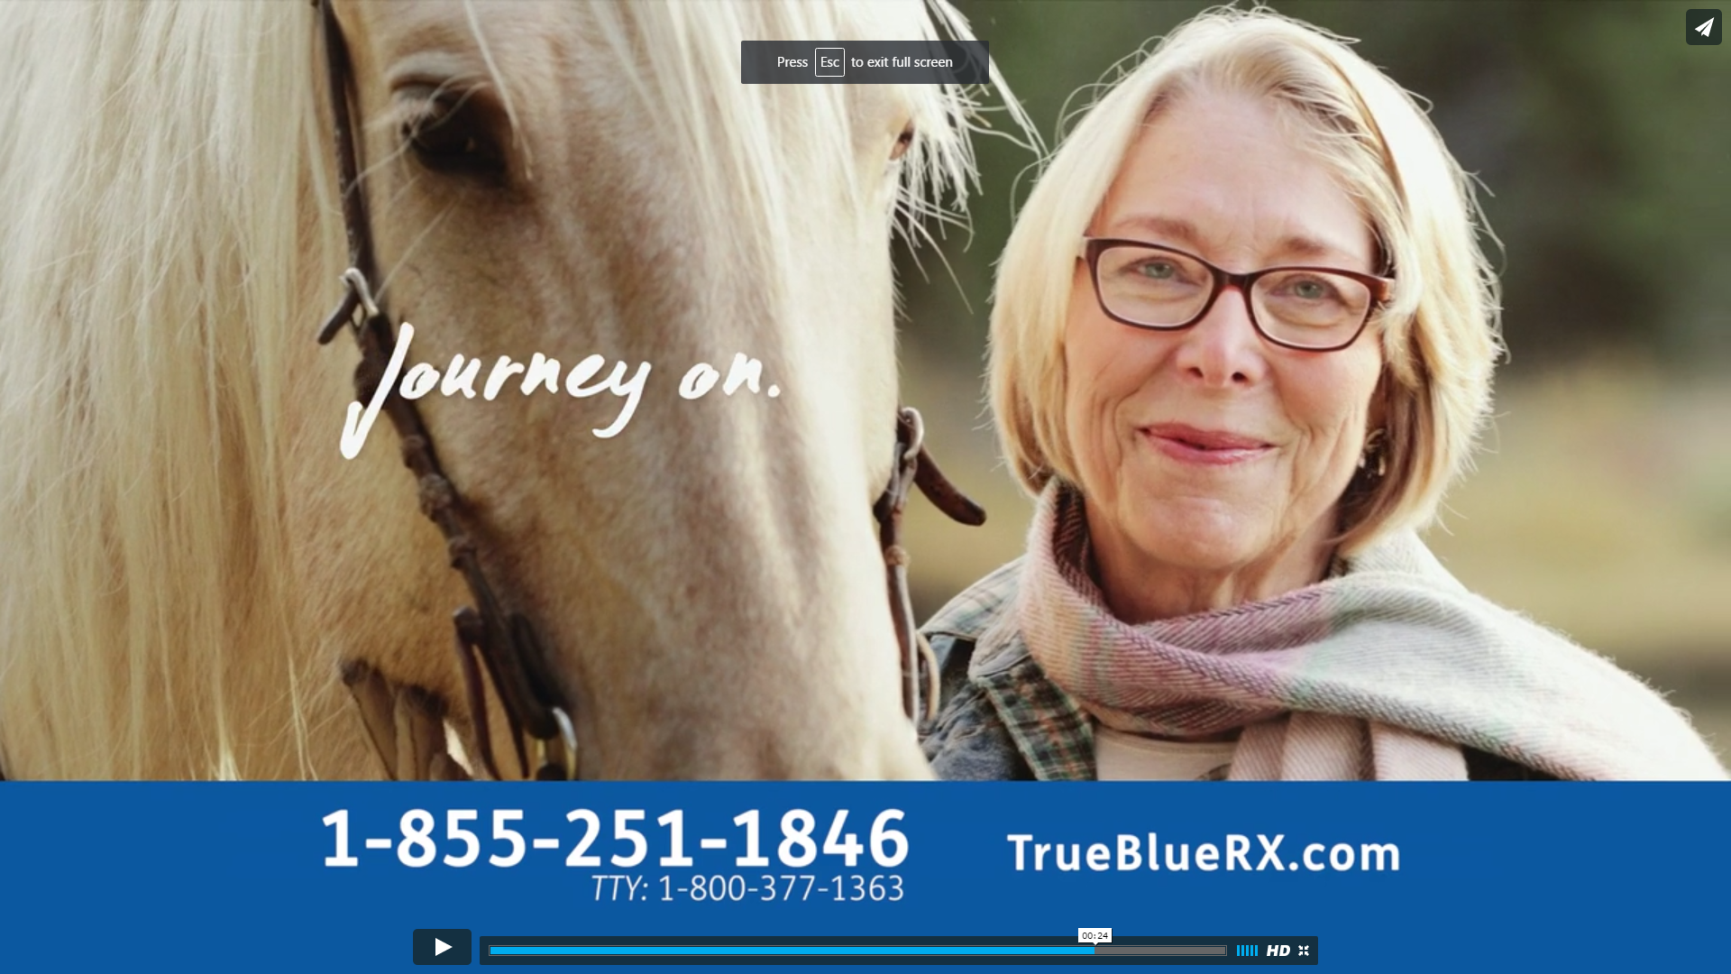 Press Esc to exit full screen
Journey on.
1-855-251-1846
TTY: 1-800-377-1363
TrueBlueRX.com
00:24
HD